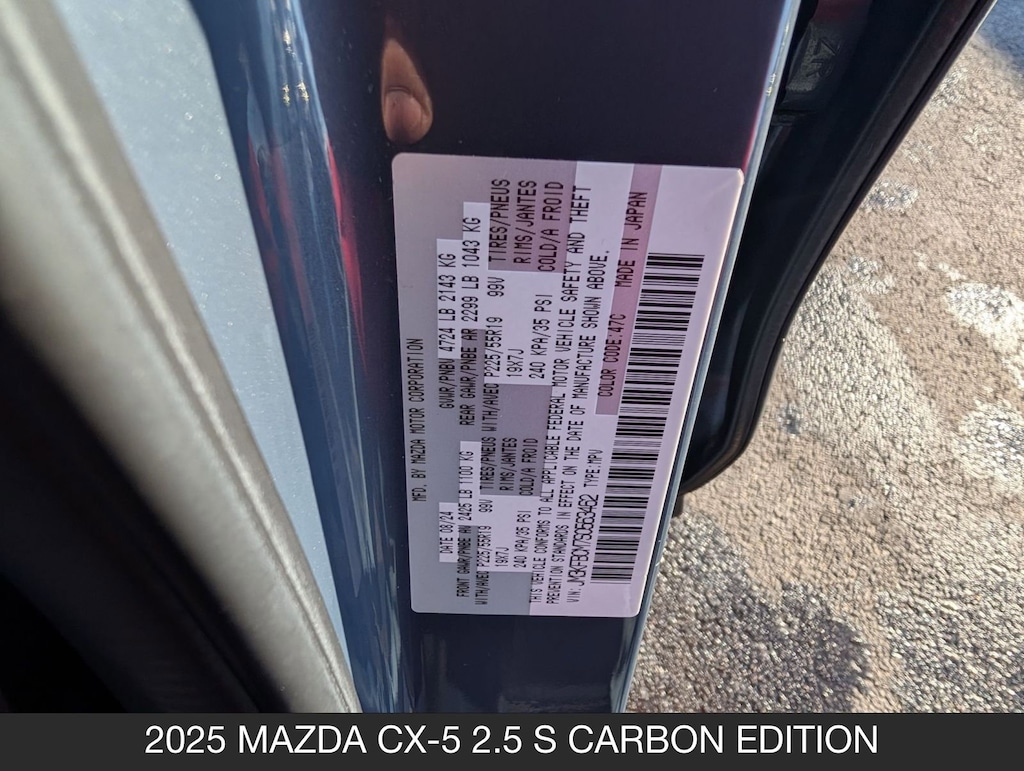 MFD. BY MAZDA MOTOR CORPORATION
DATE 08/24 GVWR/PNBV 4724 LB 2143 KG
FRONT GAWR/PNBE AV 2425 LB 1100 KG REAR GAWR/PNBE AR 2299 LB 1043 KG
WITH/AVEC P225/55R19 99V TIRES/PNEUS WITH/AVEC P225/55R19 99V TIRES/PNEUS
19X7J RIMS/JANTES 19X7J RIMS/JANTES
240 KPA/35 PSI COLD/A FROID 240 KPA/35 PSI COLD/A FROID
THIS VEHICLE CONFORMS TO ALL APPLICABLE FEDERAL MOTOR VEHICLE SAFETY AND THEFT
PREVENTION STANDARDS IN EFFECT ON THE DATE OF MANUFACTURE SHOWN ABOVE.
VIN: JM3KFBCM7S0563462 TYPE:MPV
COLOR CODE:47C MADE IN JAPAN
2025 MAZDA CX-5 2.5 S CARBON EDITION